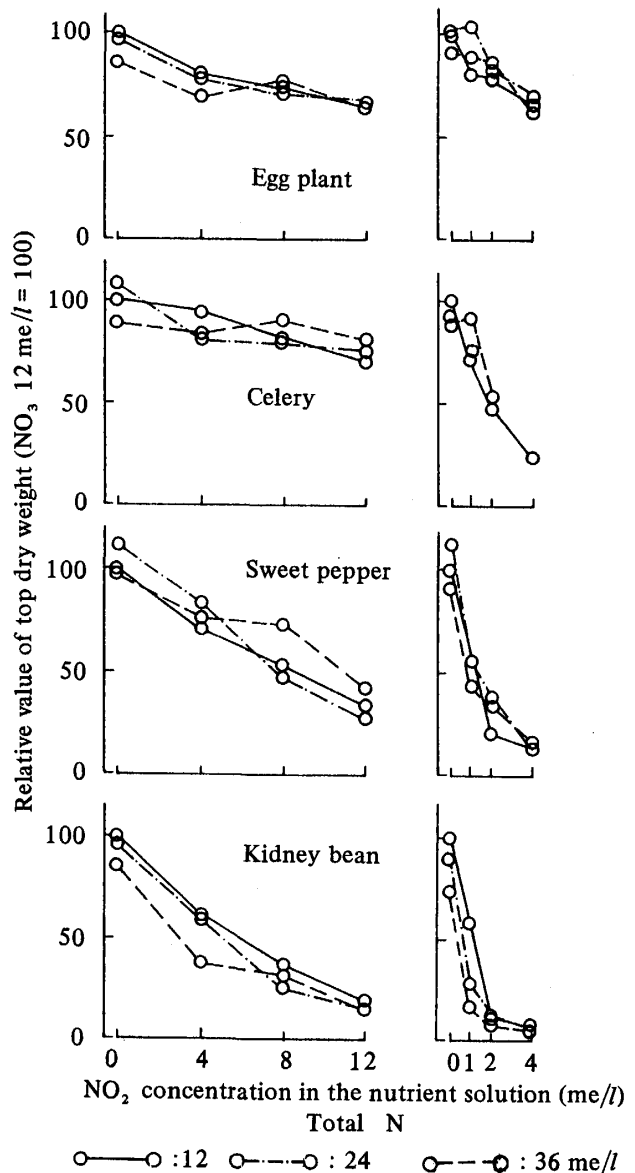 Relative value of top dry weight (NO₃ 12 me/l = 100)
100
50
0
Egg plant
100
50
0
Celery
100
50
0
Sweet pepper
100
50
0
Kidney bean
0 4 8 12 0 1 2 4
NO₂ concentration in the nutrient solution (me/l)
Total N
: 12 : 24 : 36 me/l